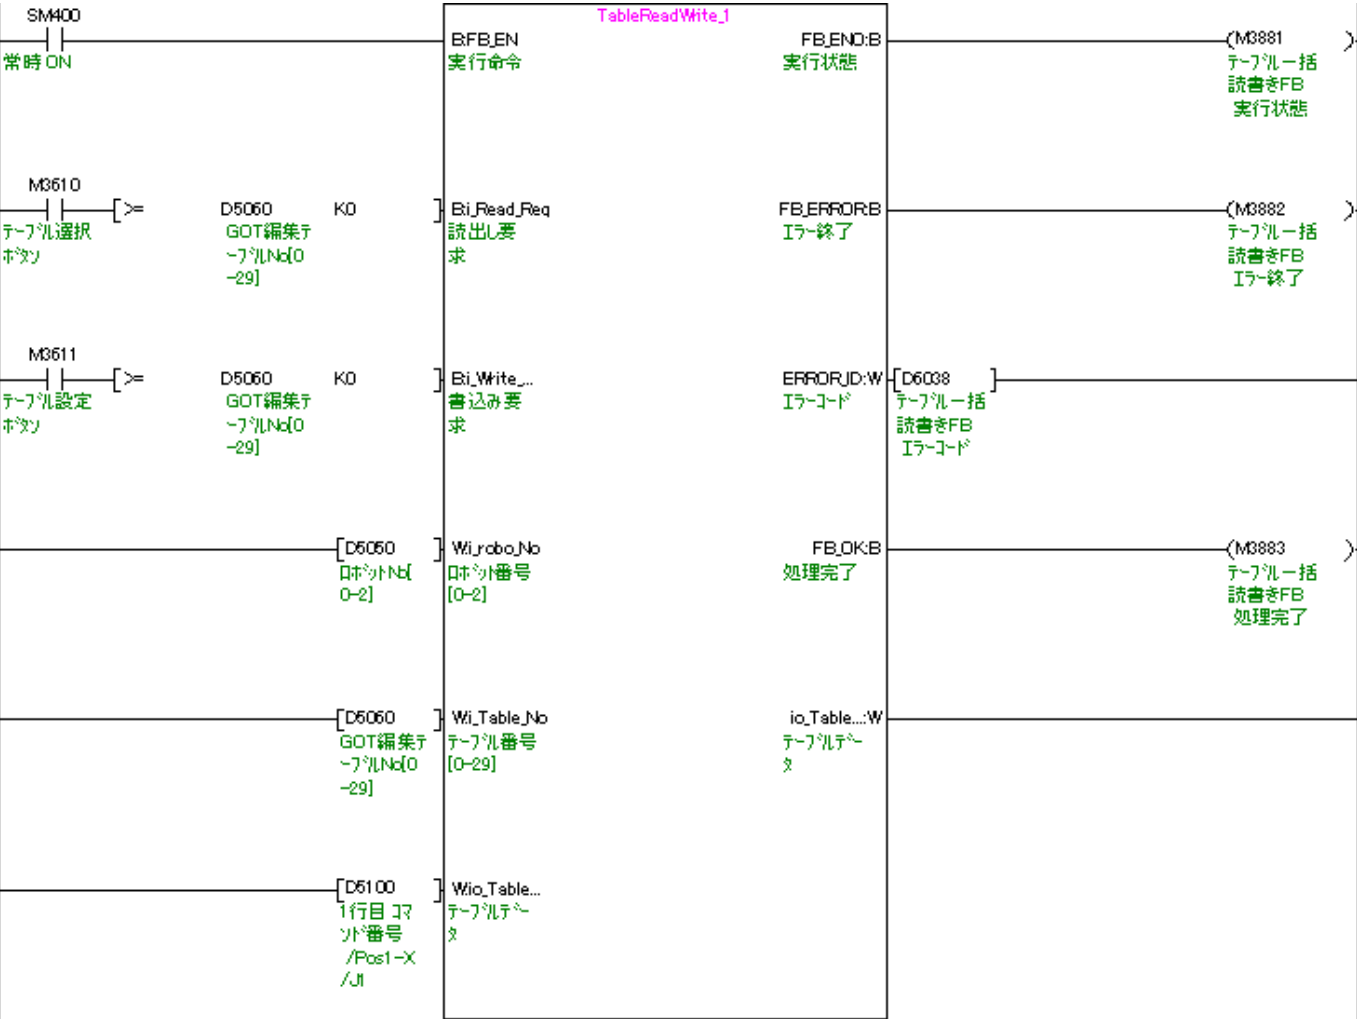 SM400
TableReadWrite_1
B:FB_EN
FB_ENO:B
M3881
常時ON
実行命令
実行状態
テーブル一括
読書きFB
実行状態
M3610
>=
D5060
K0
B:i_Read_Req
FB_ERROR:B
M3882
テーブル選択
ボタン
GOT編集テ
ーブルNo[0
-29]
読出し要
求
エラー終了
テーブル一括
読書きFB
エラー終了
M3611
>=
D5060
K0
B:i_Write_...
ERROR_ID:W
D6038
テーブル設定
ボタン
GOT編集テ
ーブルNo[0
-29]
書込み要
求
エラーコード
テーブル一括
読書きFB
エラーコード
D5050
W:i_robo_No
FB_OK:B
M3883
ロボットNo[
0-2]
ロボット番号
[0-2]
処理完了
テーブル一括
読書きFB
処理完了
D5060
W:i_Table_No
io_Table...:W
GOT編集テ
ーブルNo[0
-29]
テーブル番号
[0-29]
テーブルデー
タ
D5100
W:io_Table...
1行目 コマ
ンド番号
/Pos1-X
/J1
テーブルデー
タ